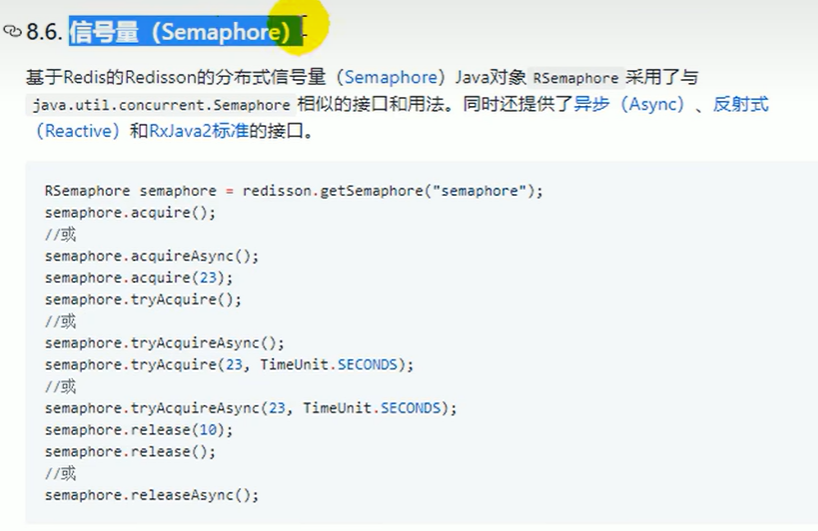 8.6. 信号量（Semaphore）
基于Redis的Redisson的分布式信号量（Semaphore）Java对象 RSemaphore 采用了与
java.util.concurrent.Semaphore 相似的接口和用法。同时还提供了异步（Async）、反射式
（Reactive）和RxJava2标准的接口。
RSemaphore semaphore = redisson.getSemaphore("semaphore");
semaphore.acquire();
//或
semaphore.acquireAsync();
semaphore.acquire(23);
semaphore.tryAcquire();
//或
semaphore.tryAcquireAsync();
semaphore.tryAcquire(23, TimeUnit.SECONDS);
//或
semaphore.tryAcquireAsync(23, TimeUnit.SECONDS);
semaphore.release(10);
semaphore.release();
//或
semaphore.releaseAsync();